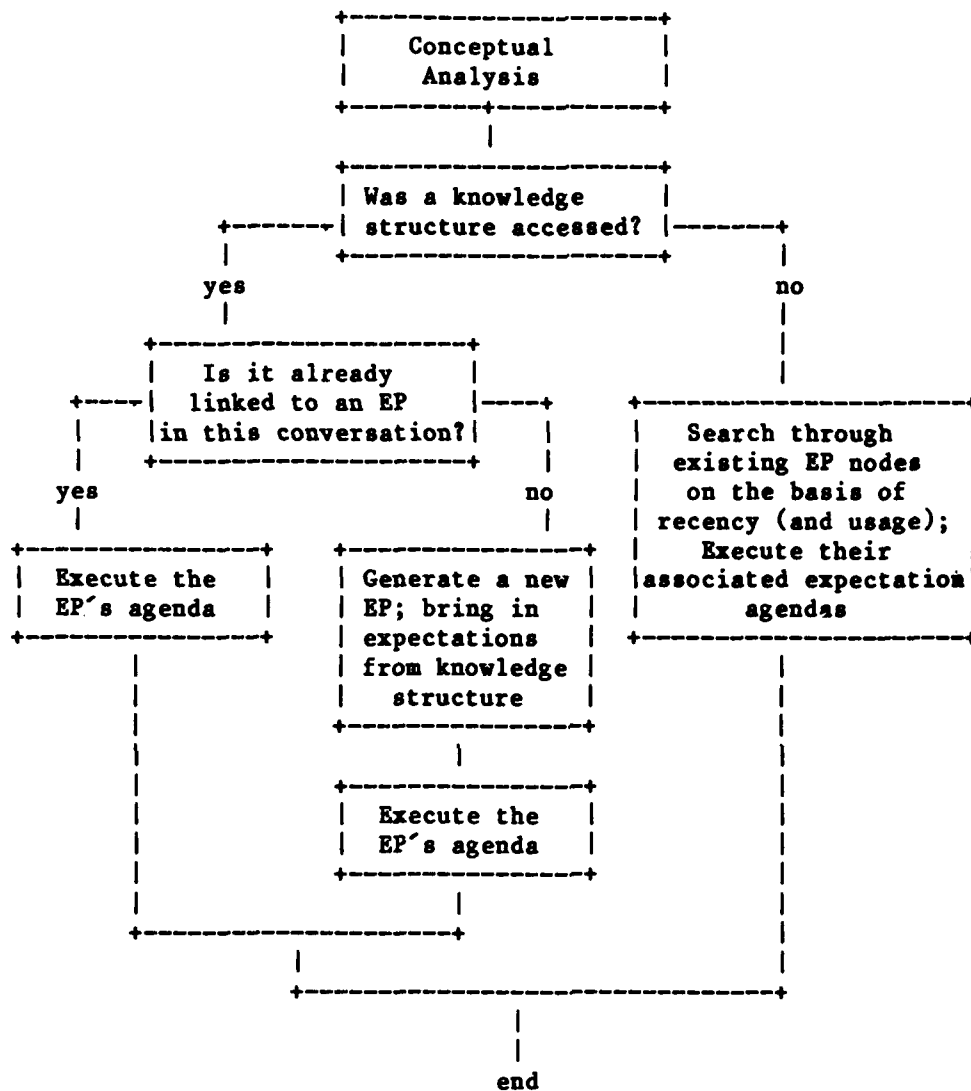 Conceptual
Analysis
Was a knowledge
structure accessed?
yes
no
Is it already
linked to an EP
in this conversation?
yes
no
Execute the
EP´s agenda
Generate a new
EP; bring in
expectations
from knowledge
structure
Search through
existing EP nodes
on the basis of
recency (and usage);
Execute their
associated expectation
agendas
Execute the
EP´s agenda
end